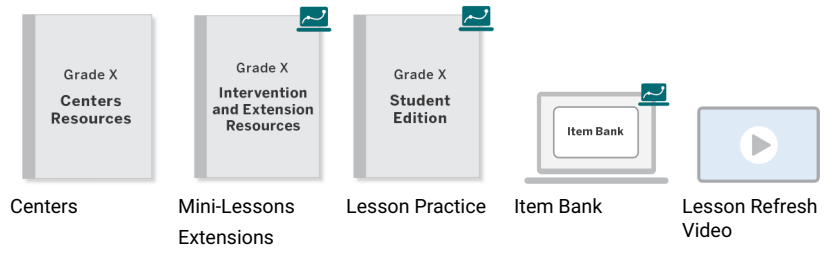 Grade X
Centers
Resources
Grade X
Intervention
and Extension
Resources
Grade X
Student
Edition
Item Bank
Centers
Mini-Lessons
Extensions
Lesson Practice
Item Bank
Lesson Refresh
Video